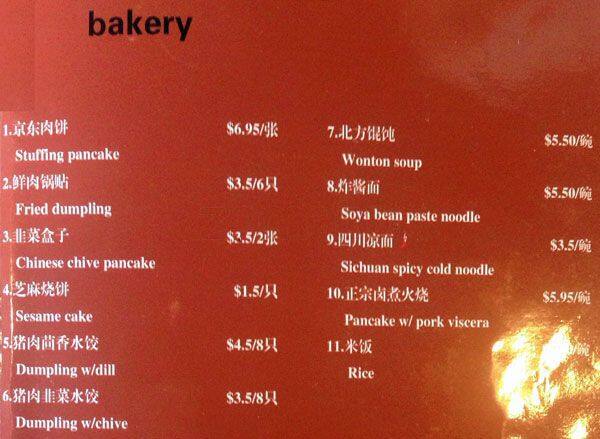 bakery
1.京东肉饼 $6.95/张
Stuffing pancake
2.鲜肉锅贴 $3.5/6只
Fried dumpling
3.韭菜盒子 $3.5/2张
Chinese chive pancake
4.芝麻烧饼 $1.5/只
Sesame cake
5.猪肉茴香水饺 $4.5/8只
Dumpling w/dill
6.猪肉韭菜水饺 $3.5/8只
Dumpling w/chive
7.北方馄饨 $5.50/碗
Wonton soup
8.炸酱面 $5.50/碗
Soya bean paste noodle
9.四川凉面 $3.5/碗
Sichuan spicy cold noodle
10.正宗卤煮火烧 $5.95/碗
Pancake w/ pork viscera
11.米饭 /碗
Rice